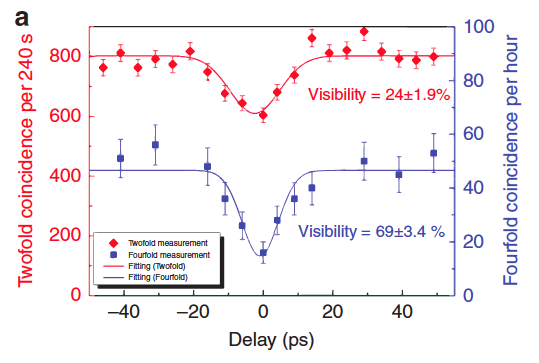 a
Twofold coincidence per 240 s
800
600
400
200
0
100
80
60
40
20
0
Fourfold coincidence per hour
Visibility = 24±1.9%
Visibility = 69±3.4 %
Twofold measurement
Fourfold measurement
Fitting (Twofold)
Fitting (Fourfold)
−40
−20
0
20
40
Delay (ps)